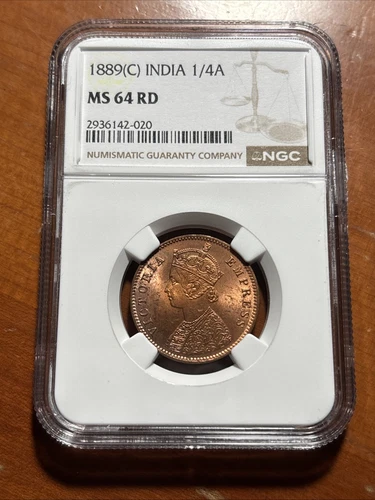 1889(C) INDIA 1/4A
MS 64 RD
2936142-020
NUMISMATIC GUARANTY COMPANY NGC
VICTORIA EMPRESS